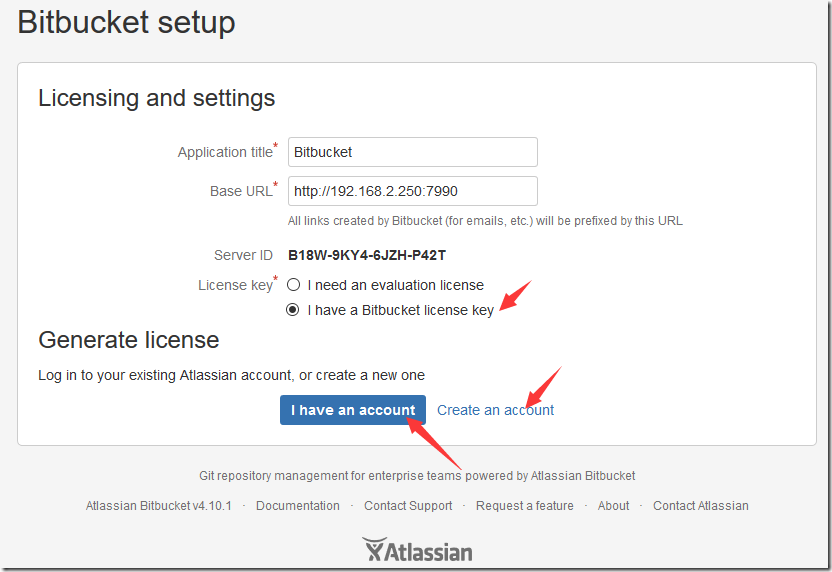 Bitbucket setup
Licensing and settings
Application title* Bitbucket
Base URL* http://192.168.2.250:7990
All links created by Bitbucket (for emails, etc.) will be prefixed by this URL
Server ID B18W-9KY4-6JZH-P42T
License key* I need an evaluation license
I have a Bitbucket license key
Generate license
Log in to your existing Atlassian account, or create a new one
I have an account Create an account
Git repository management for enterprise teams powered by Atlassian Bitbucket
Atlassian Bitbucket v4.10.1 · Documentation · Contact Support · Request a feature · About · Contact Atlassian
Atlassian